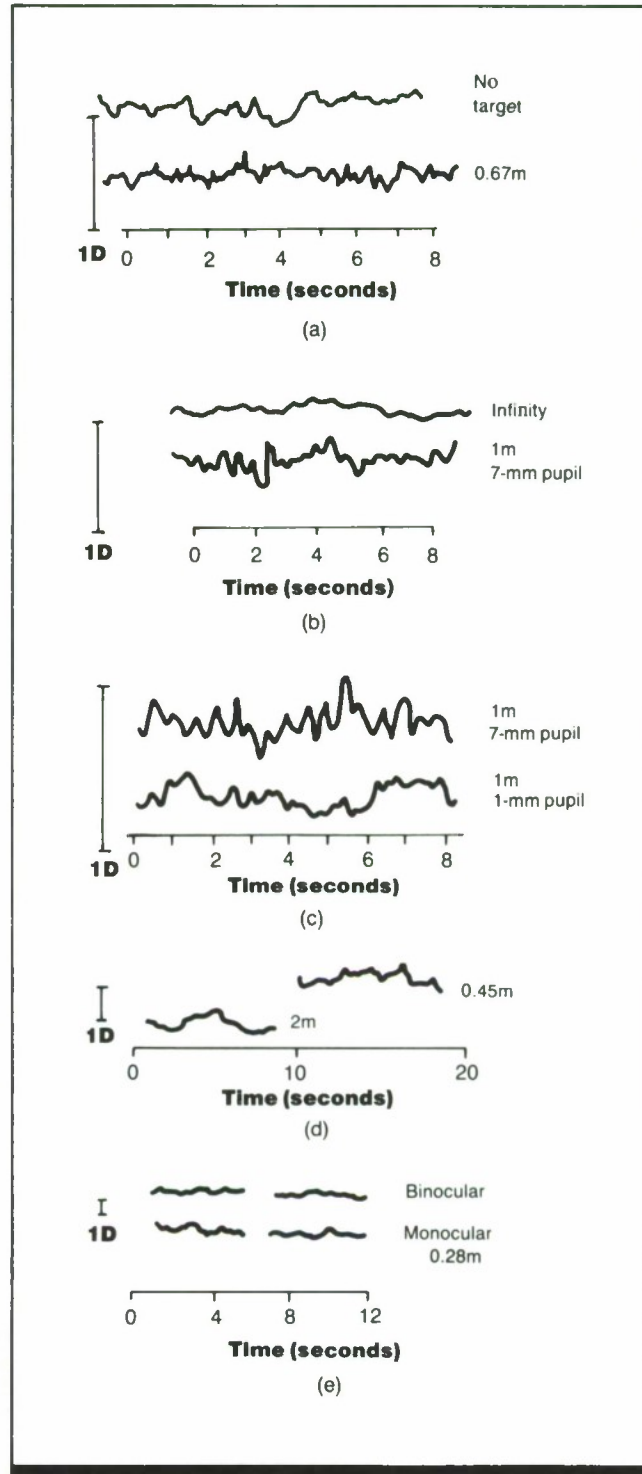 No
target
0.67m
1D
0 2 4 6 8
Time (seconds)
(a)
Infinity
1m
7-mm pupil
1D
0 2 4 6 8
Time (seconds)
(b)
1m
7-mm pupil
1m
1-mm pupil
1D
0 2 4 6 8
Time (seconds)
(c)
0.45m
2m
1D
0 10 20
Time (seconds)
(d)
Binocular
1D
Monocular
0.28m
0 4 8 12
Time (seconds)
(e)